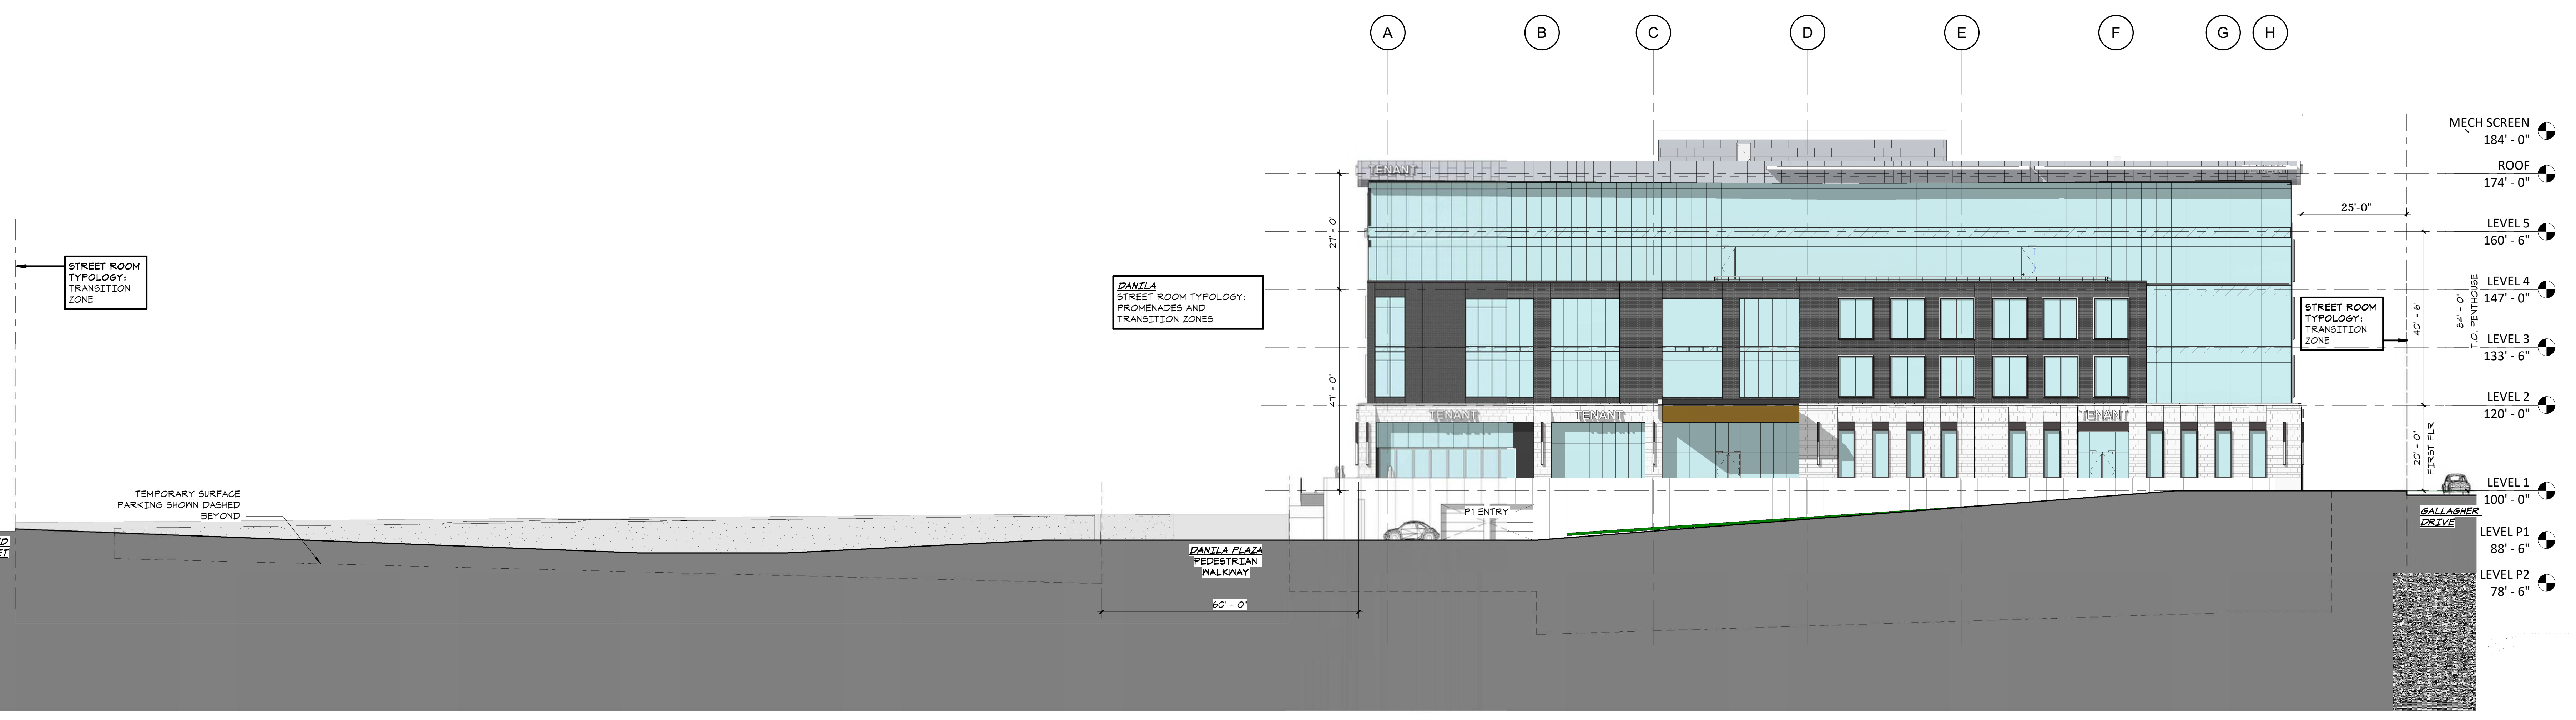 A
B
C
D
E
F
G
H
MECH SCREEN
184' - 0"
ROOF
174' - 0"
LEVEL 5
160' - 6"
LEVEL 4
147' - 0"
LEVEL 3
133' - 6"
LEVEL 2
120' - 0"
LEVEL 1
100' - 0"
LEVEL P1
88' - 6"
LEVEL P2
78' - 6"
STREET ROOM
TYPOLOGY:
TRANSITION
ZONE
DANILA
STREET ROOM TYPOLOGY:
PROMENADES AND
TRANSITION ZONES
STREET ROOM
TYPOLOGY:
TRANSITION
ZONE
TENANT
TENANT
TENANT
TENANT
TENANT
27' - 0"
47' - 0"
25'-0"
40' - 6"
84' - 0"
T.O. PENTHOUSE
20' - 0"
FIRST FLR
TEMPORARY SURFACE
PARKING SHOWN DASHED
BEYOND
P1 ENTRY
DANILA PLAZA
PEDESTRIAN
WALKWAY
60' - 0"
GALLAGHER
DRIVE